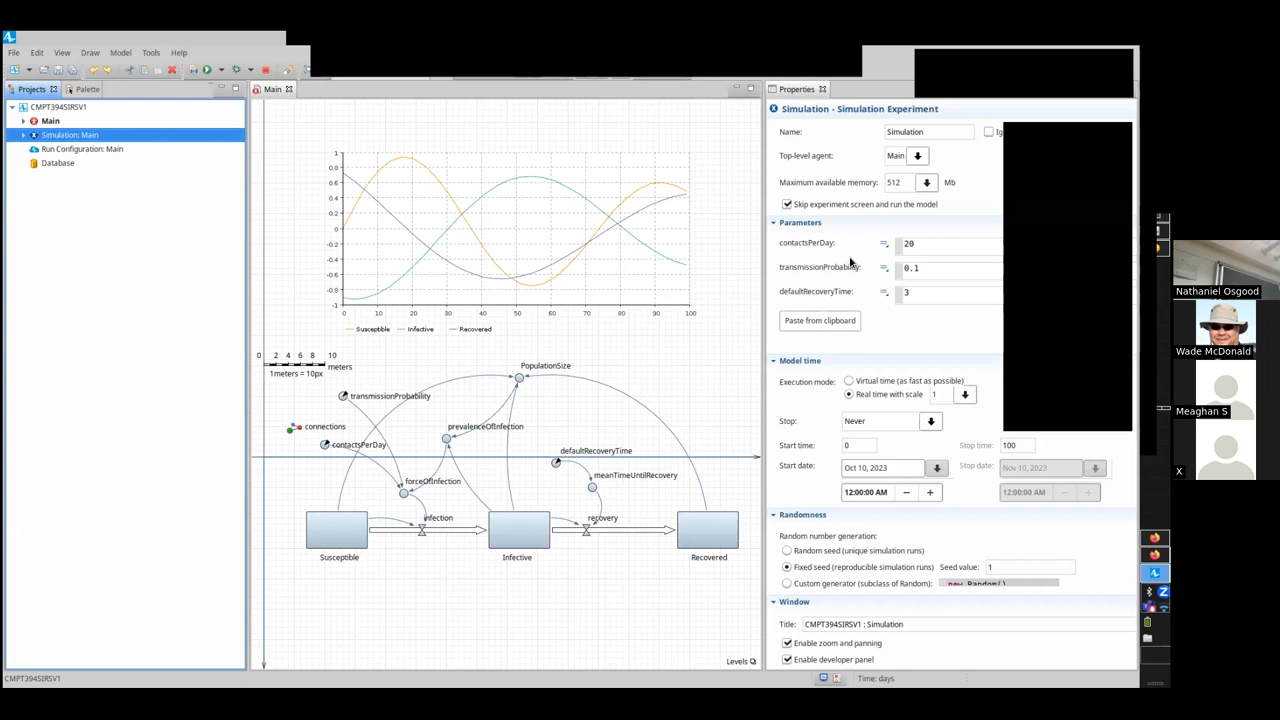 File Edit View Draw Model Tools Help
Projects Palette
CMPT394SIRSV1
Main
Simulation: Main
Run Configuration: Main
Database
Main
1
0.8
0.6
0.4
0.2
0
-0.2
-0.4
-0.6
-0.8
-1
0 10 20 30 40 50 60 70 80 90 100
Susceptible Infective Recovered
0 2 4 6 8 10
meters
1meters = 10px
PopulationSize
transmissionProbability
connections
prevalenceOfInfection
contactsPerDay
defaultRecoveryTime
meanTimeUntilRecovery
forceOfInfection
infection
recovery
Susceptible Infective Recovered
Levels
Properties
Simulation - Simulation Experiment
Name: Simulation Ig
Top-level agent: Main
Maximum available memory: 512 Mb
Skip experiment screen and run the model
Parameters
contactsPerDay: 20
transmissionProbability: 0.1
defaultRecoveryTime: 3
Paste from clipboard
Model time
Execution mode: Virtual time (as fast as possible)
Real time with scale 1
Stop: Never
Start time: 0 Stop time: 100
Start date: Oct 10, 2023 Stop date: Nov 10, 2023
12:00:00 AM 12:00:00 AM
Randomness
Random number generation:
Random seed (unique simulation runs)
Fixed seed (reproducible simulation runs) Seed value: 1
Custom generator (subclass of Random): new Random()
Window
Title: CMPT394SIRSV1 : Simulation
Enable zoom and panning
Enable developer panel
CMPT394SIRSV1
Time: days
Nathaniel Osgood
Wade McDonald
Meaghan S
X